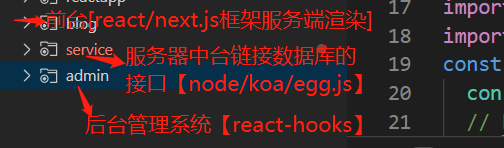 reactapp
前台[react/next.js框架服务端渲染]
blog
service
服务器中台链接数据库的
接口【node/koa/egg.js】
admin
后台管理系统【react-hooks】
17
impor
18
impor
19
const
20
con
21
//